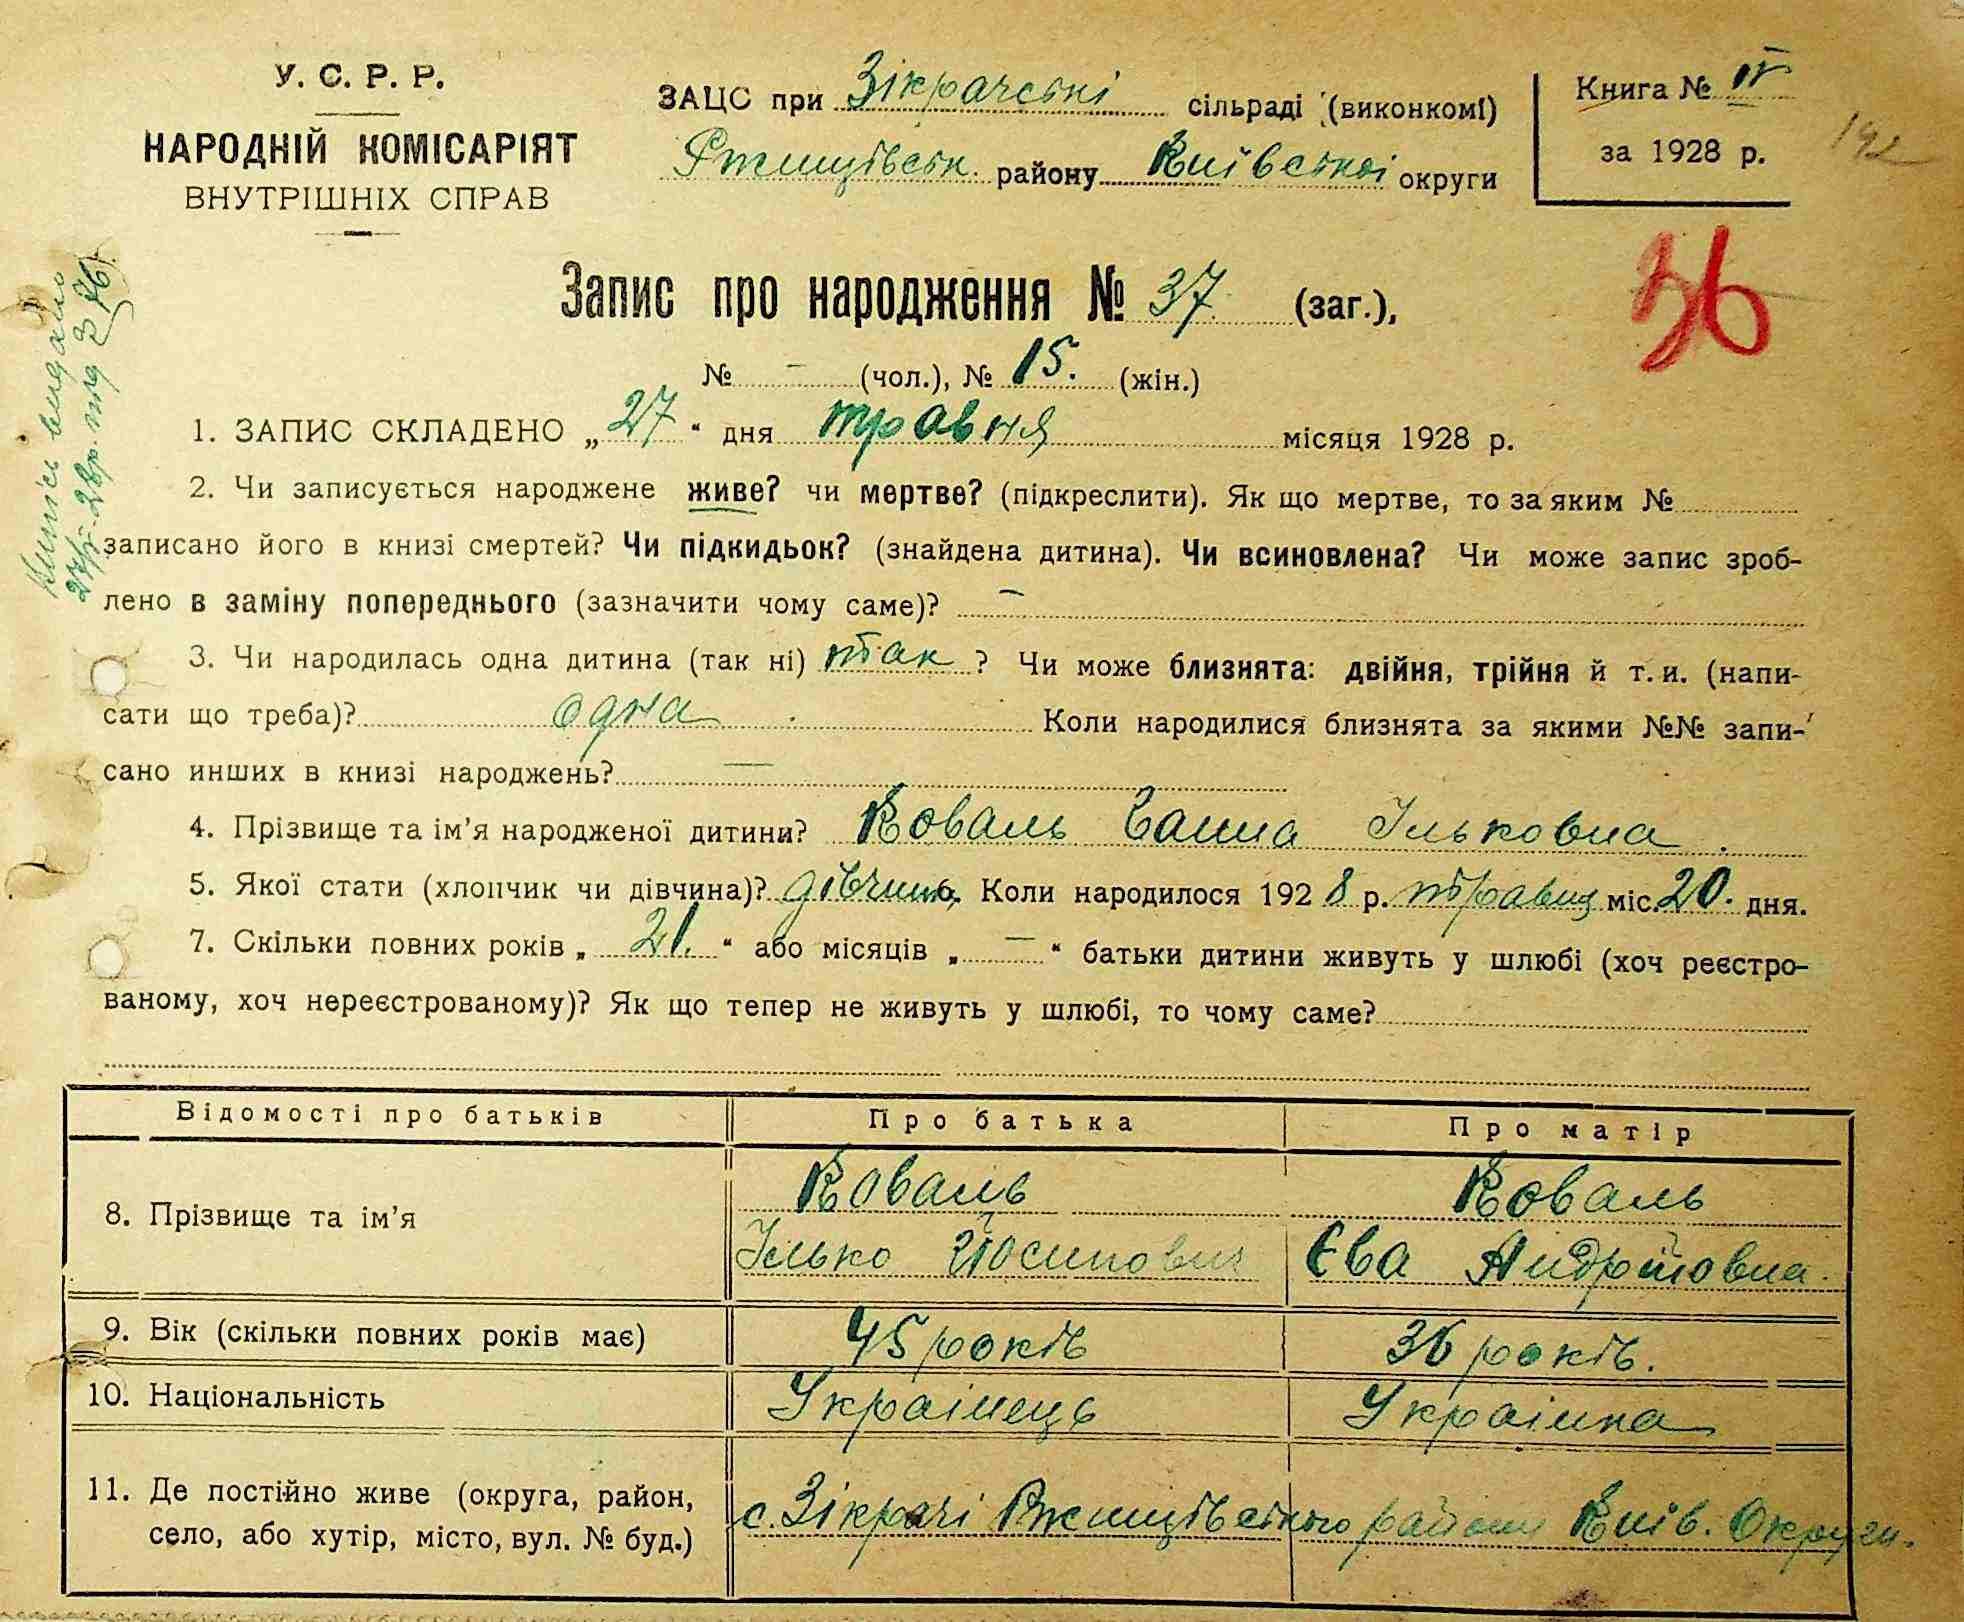 У. С. Р. Р.
НАРОДНІЙ КОМІСАРІЯТ
ВНУТРІШНІХ СПРАВ
ЗАЦС при Зікрачські сільраді (виконкомі)
Ржищівськ. району Київської округи
Книга № IV
за 1928 р.
192
36
Запис про народження № 37. (заг.),
№ - (чол.), № 15. (жін.)
1. ЗАПИС СКЛАДЕНО „27“ дня травня місяця 1928 р.
2. Чи записується народжене живе? чи мертве? (підкреслити). Як що мертве, то за яким №
записано його в книзі смертей? Чи підкидьок? (знайдена дитина). Чи всиновлена? Чи може запис зроб-
лено в заміну попереднього (зазначити чому саме)? –
3. Чи народилась одна дитина (так ні) так ? Чи може близнята: двійня, трійня й т. и. (напи-
сати що треба)? одна Коли народилися близнята за якими №№ запи-
сано инших в книзі народжень? —
4. Прізвище та ім’я народженої дитини? Коваль Ганна Ільковна.
5. Якої стати (хлопчик чи дівчина)? дівчина, Коли народилося 1928 р. травня міс. 20. дня.
7. Скільки повних років „ 21. “ або місяців „ — “ батьки дитини живуть у шлюбі (хоч реєстро-
ваному, хоч нереєстрованому)? Як що тепер не живуть у шлюбі, то чому саме?
Відомості про батьків Про батька Про матір
8. Прізвище та ім’я Коваль Коваль
Ілько Йосипович Єва Андрійовна.
9. Вік (скільки повних років має) 45 років 36 років.
10. Національність Українець Українка
11. Де постійно живе (округа, район,
село, або хутір, місто, вул. № буд.)
с. Зікрачі Ржищівського району Київ. Округи.
видано